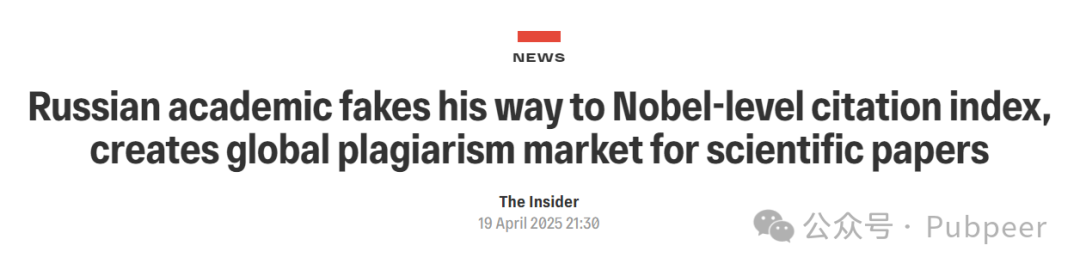 NEWS
Russian academic fakes his way to Nobel-level citation index,
creates global plagiarism market for scientific papers
The Insider
19 April 2025 21:30
公众号 · Pubpeer